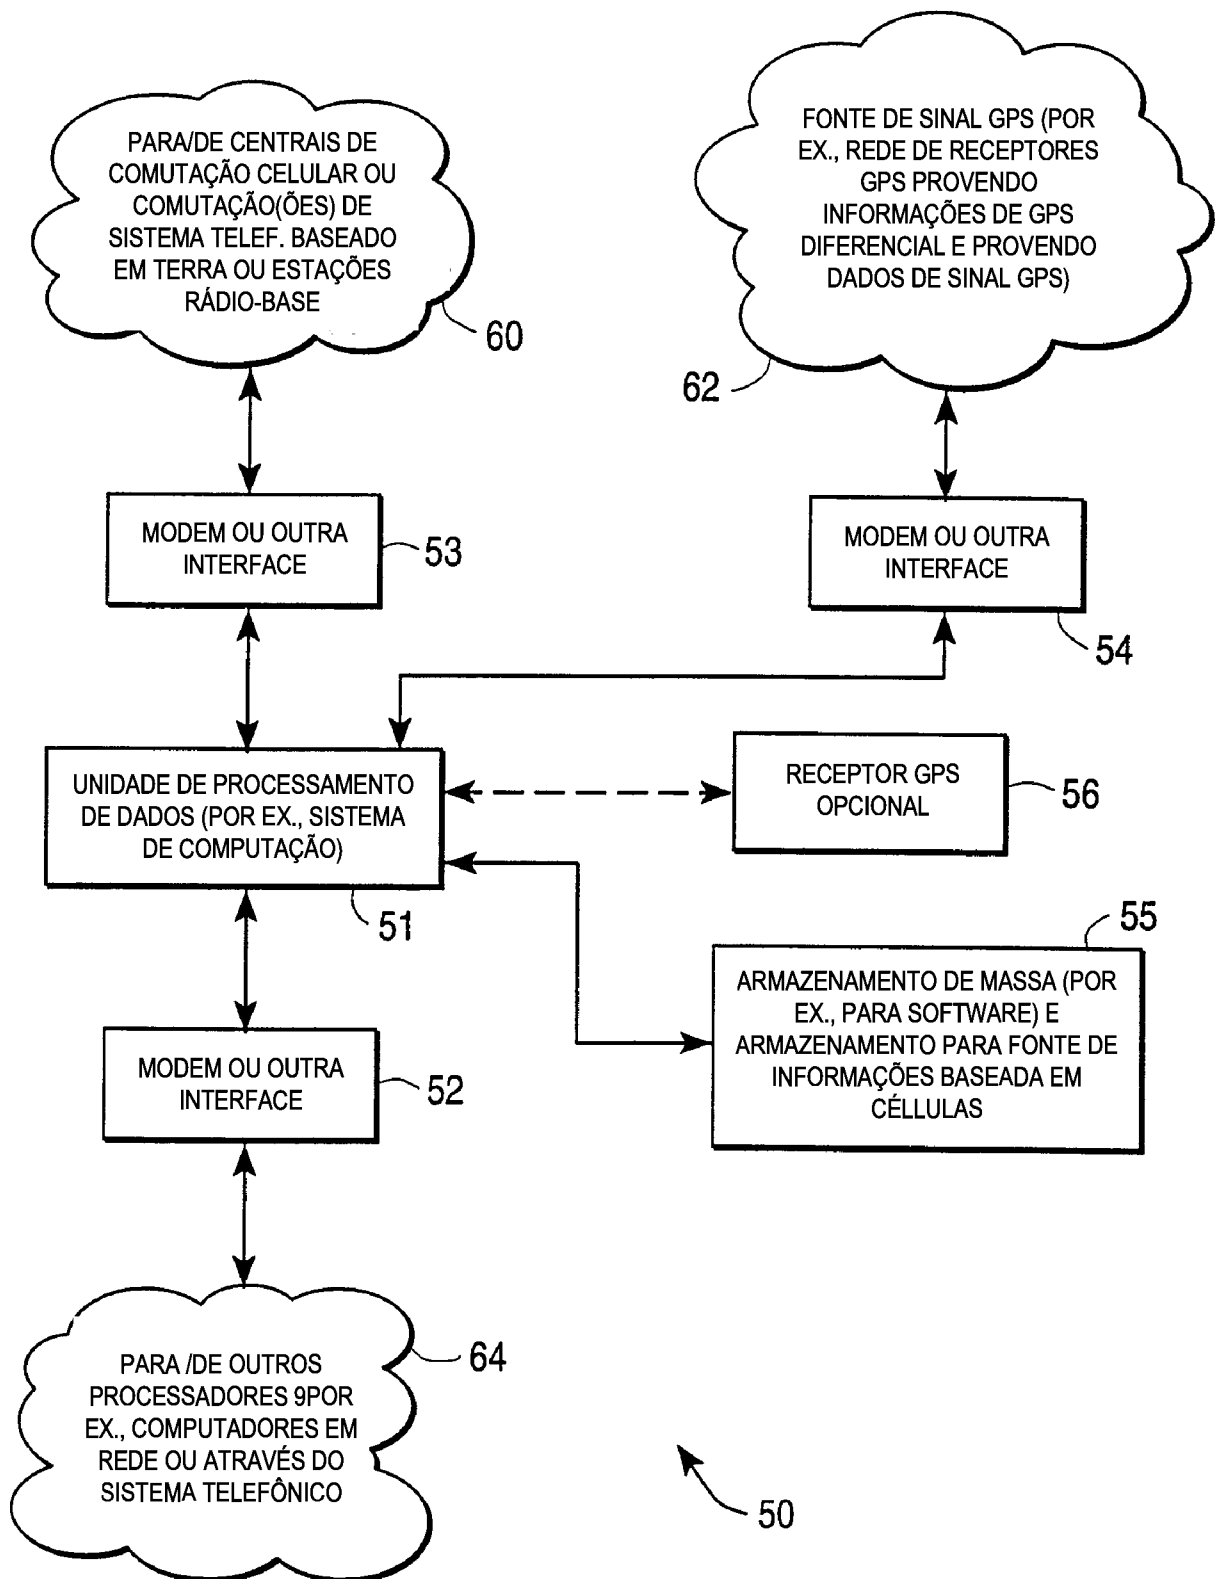 PARA/DE CENTRAIS DE
COMUTAÇÃO CELULAR OU
COMUTAÇÃO(ÕES) DE
SISTEMA TELEF. BASEADO
EM TERRA OU ESTAÇÕES
RÁDIO-BASE
60
FONTE DE SINAL GPS (POR
EX., REDE DE RECEPTORES
GPS PROVENDO
INFORMAÇÕES DE GPS
DIFERENCIAL E PROVENDO
DADOS DE SINAL GPS)
62
MODEM OU OUTRA
INTERFACE
53
MODEM OU OUTRA
INTERFACE
54
UNIDADE DE PROCESSAMENTO
DE DADOS (POR EX., SISTEMA
DE COMPUTAÇÃO)
51
RECEPTOR GPS
OPCIONAL
56
55
ARMAZENAMENTO DE MASSA (POR
EX., PARA SOFTWARE) E
ARMAZENAMENTO PARA FONTE DE
INFORMAÇÕES BASEADA EM
CÉLLULAS
MODEM OU OUTRA
INTERFACE
52
PARA /DE OUTROS
PROCESSADORES 9POR
EX., COMPUTADORES EM
REDE OU ATRAVÉS DO
SISTEMA TELEFÔNICO
64
50